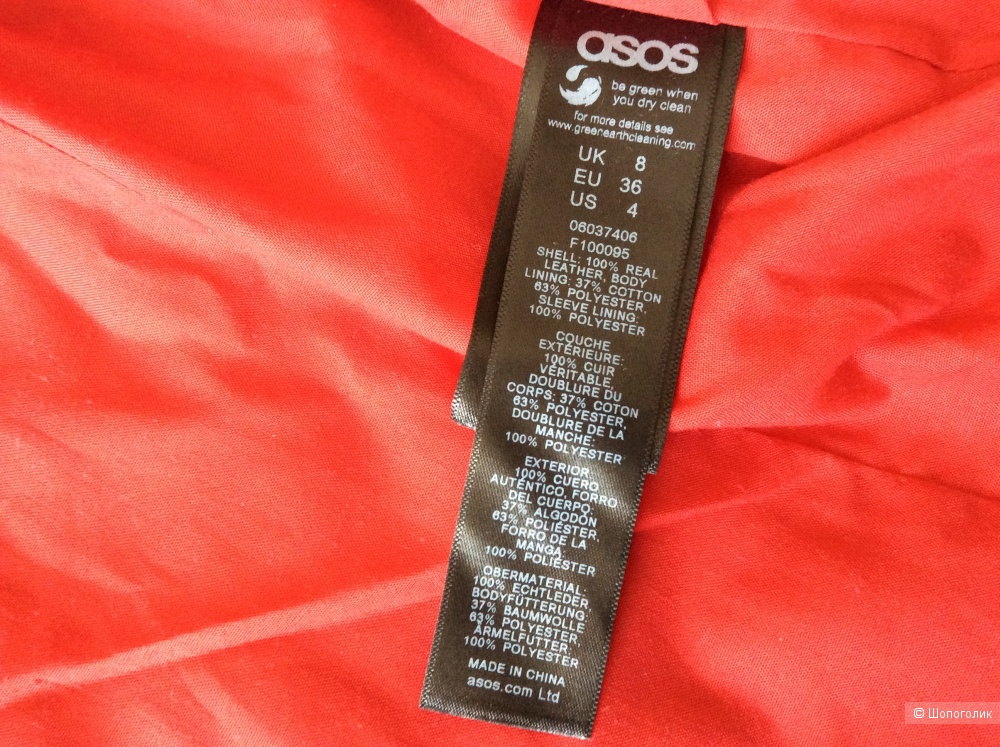 asos
be green when
you dry clean
for more details see
www.greenearthcleaning.com
UK 8
EU 36
US 4
06037406
F100095
SHELL: 100% REAL
LEATHER, BODY
LINING: 37% COTTON
63% POLYESTER,
SLEEVE LINING:
100% POLYESTER
COUCHE
EXTÉRIEURE:
100% CUIR
VÉRITABLE,
DOUBLURE DU
CORPS: 37% COTON
63% POLYESTER,
DOUBLURE DE LA
MANCHE:
100% POLYESTER
EXTERIOR:
100% CUERO
AUTÉNTICO, FORRO
DEL CUERPO:
37% ALGODÓN
63% POLIÉSTER,
FORRO DE LA
MANGA:
100% POLIÉSTER
OBERMATERIAL:
100% ECHTLEDER,
BODYFÜTTERUNG:
37% BAUMWOLLE
63% POLYESTER,
ÄRMELFUTTER:
100% POLYESTER
MADE IN CHINA
asos.com Ltd
© Шопоголик